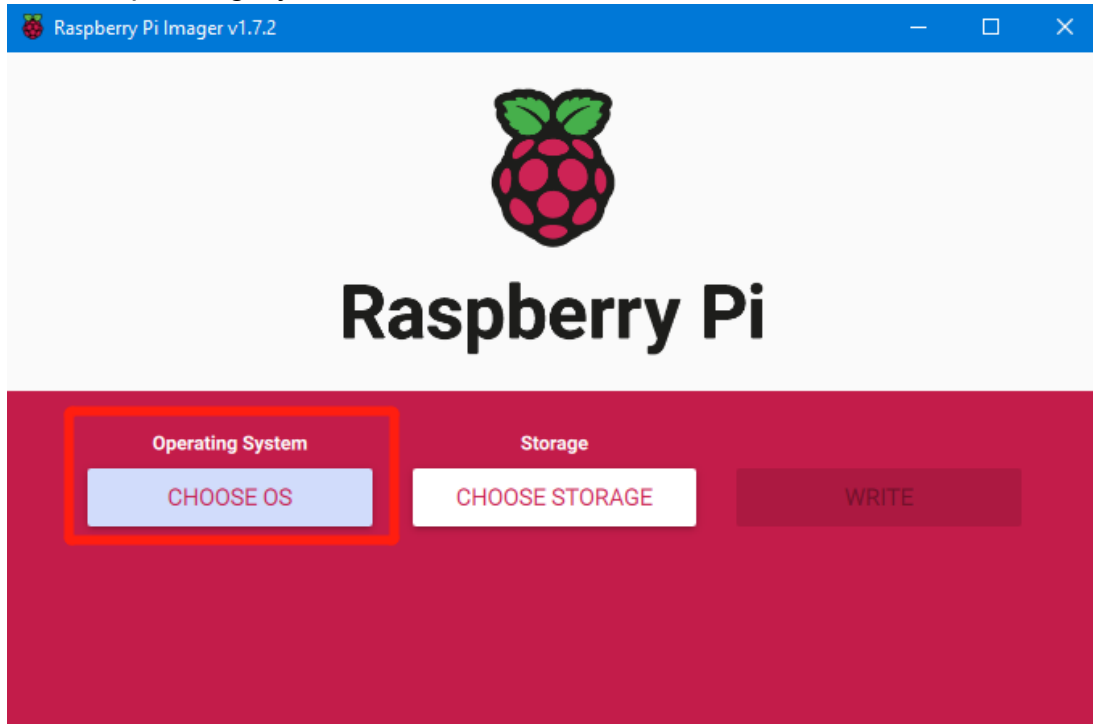 Raspberry Pi Imager v1.7.2
Raspberry Pi
Operating System
Storage
CHOOSE OS
CHOOSE STORAGE
WRITE